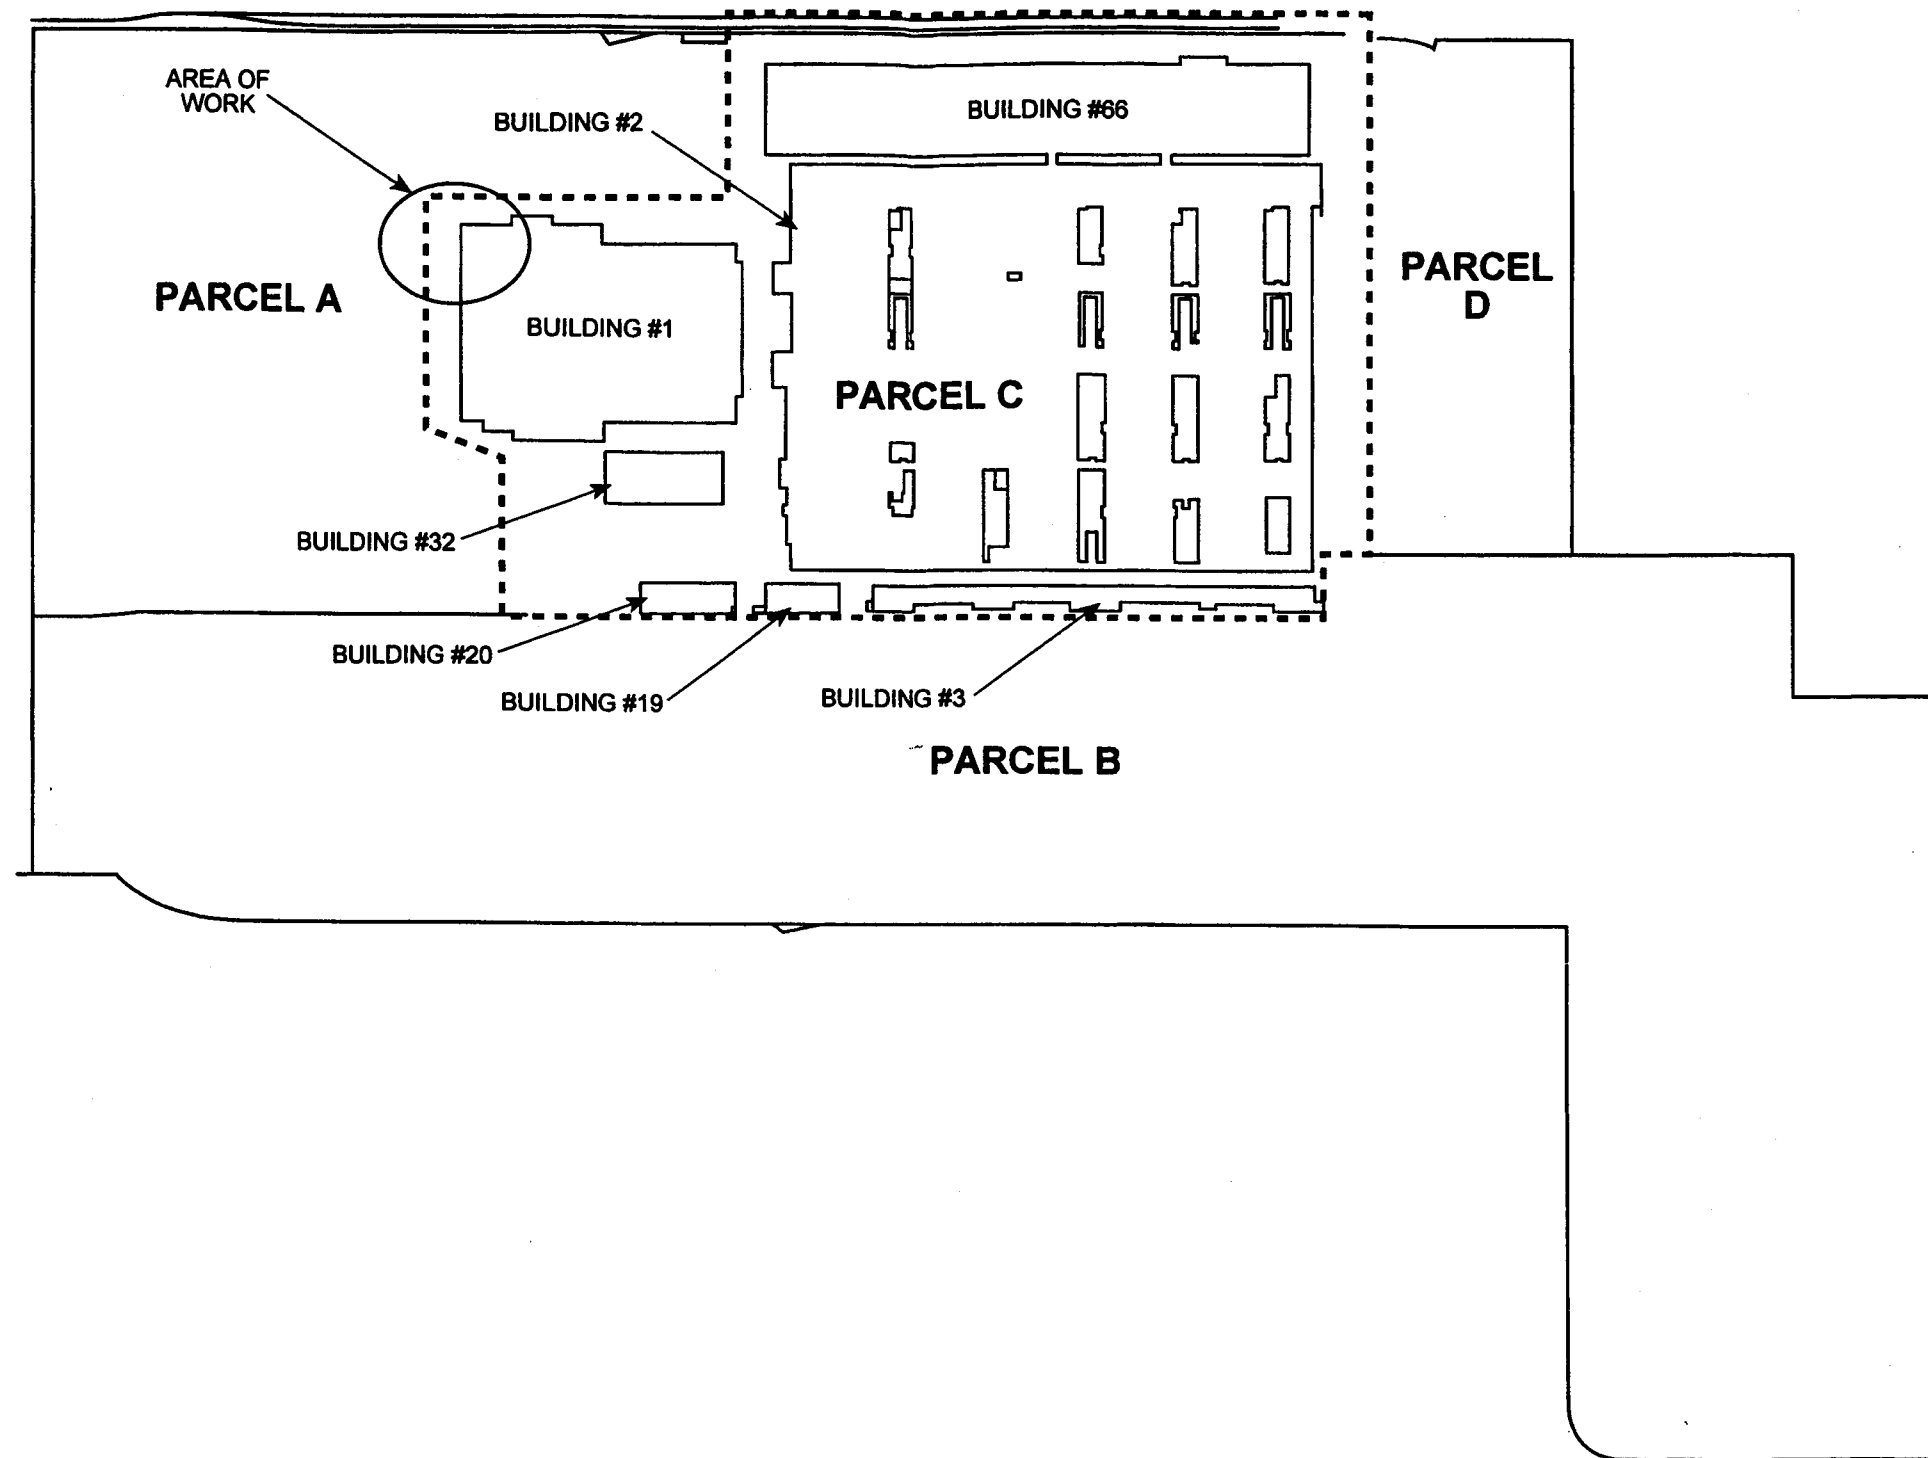 AREA OF
WORK
BUILDING #2
BUILDING #66
PARCEL A
BUILDING #1
PARCEL C
PARCEL
D
BUILDING #32
BUILDING #20
BUILDING #19
BUILDING #3
PARCEL B